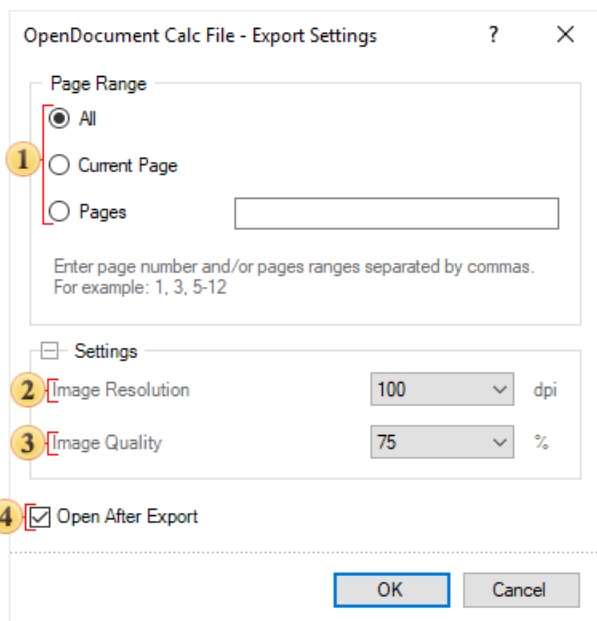 OpenDocument Calc File - Export Settings ?
Page Range
All
1
Current Page
Pages
Enter page number and/or pages ranges separated by commas.
For example: 1, 3, 5-12
Settings
2 Image Resolution 100 dpi
3 Image Quality 75 %
4 Open After Export
OK Cancel